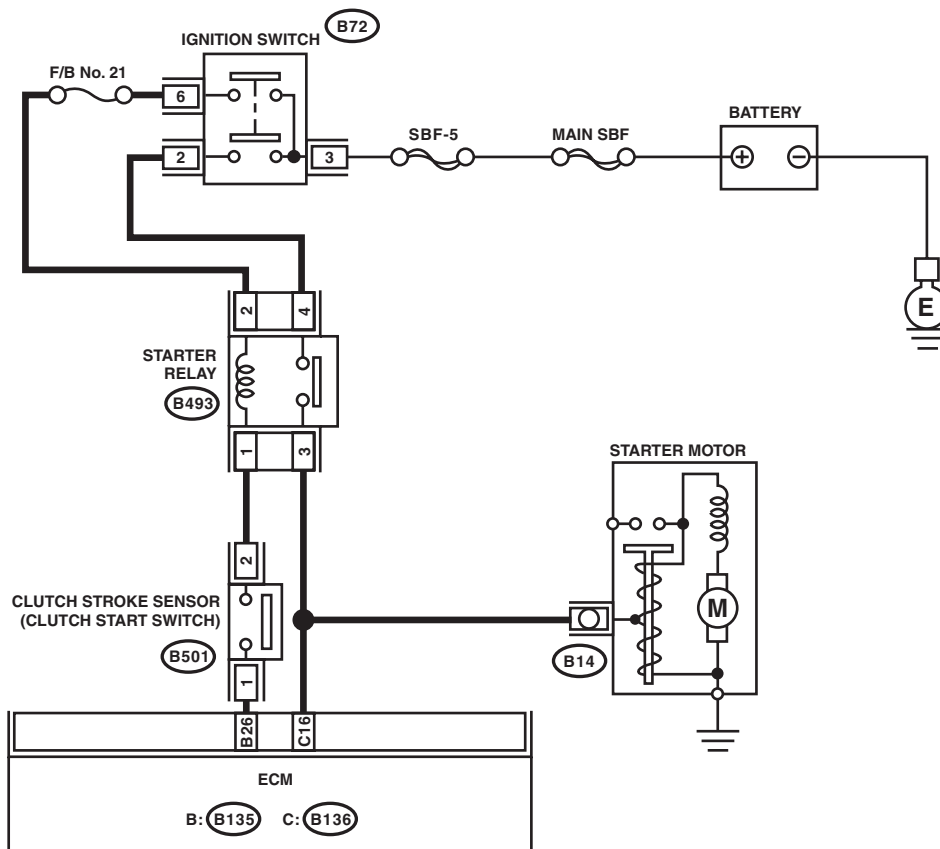 B72
IGNITION SWITCH
F/B No. 21
6
2
3
SBF-5
MAIN SBF
BATTERY
+
−
E
2
4
STARTER
RELAY
B493
1
3
STARTER MOTOR
M
B14
2
CLUTCH STROKE SENSOR
(CLUTCH START SWITCH)
B501
1
B26
C16
ECM
B: B135 C: B136